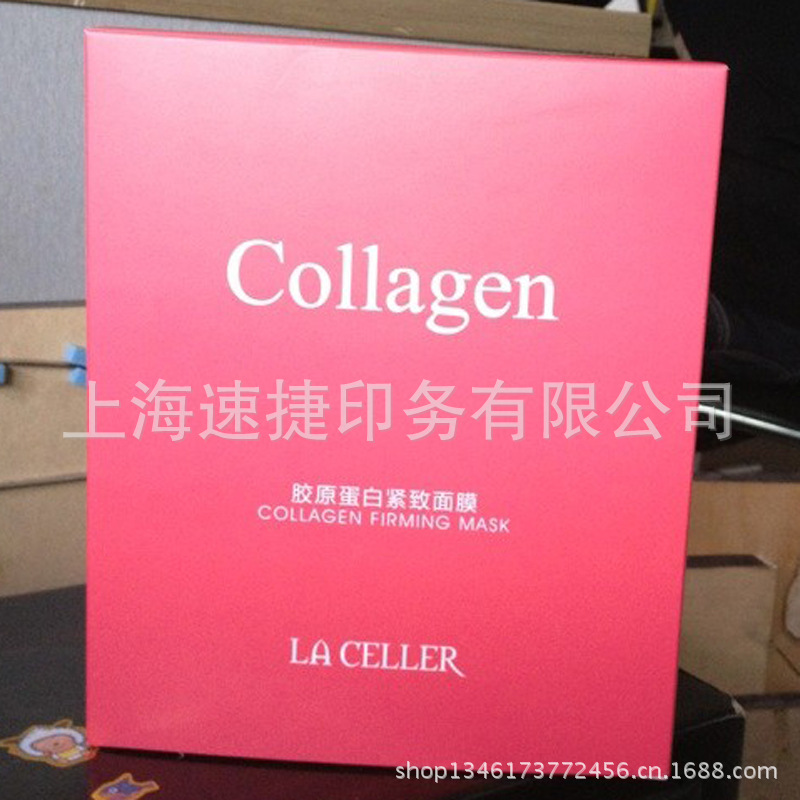 Collagen
上海速捷印务有限公司
胶原蛋白紧致面膜
COLLAGEN FIRMING MASK
LA CELLER
shop1346173772456.cn.1688.com